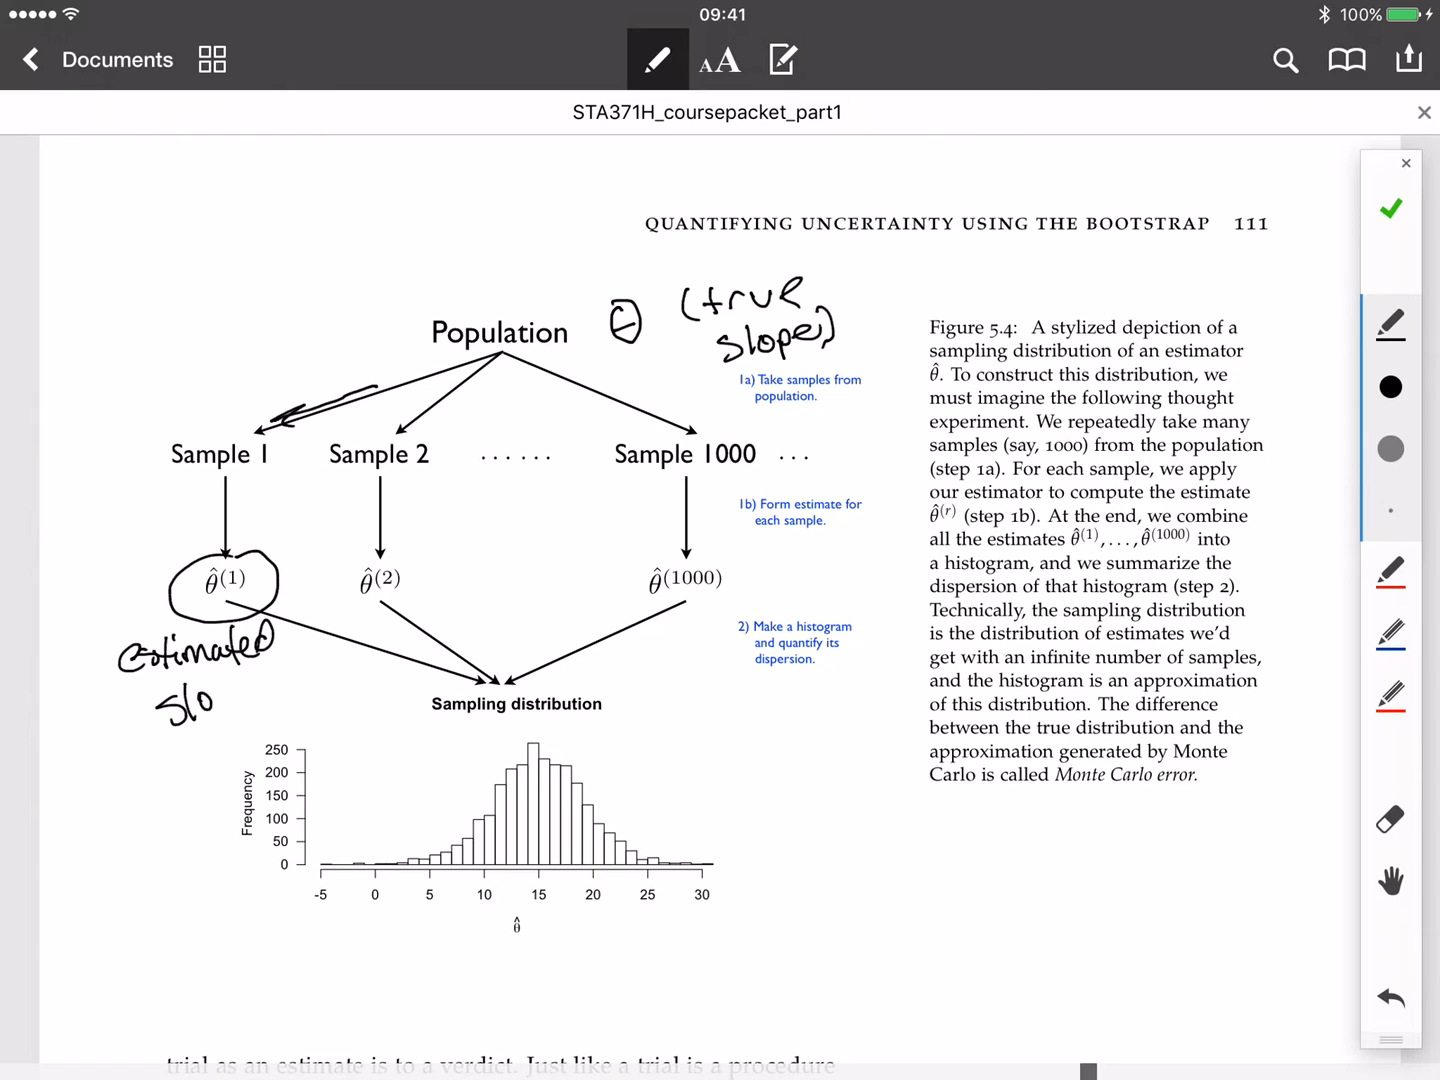 09:41
100%
Documents
AA
STA371H_coursepacket_part1
QUANTIFYING UNCERTAINTY USING THE BOOTSTRAP 111
Population
θ (true
slope)
1a) Take samples from
population.
Sample 1 Sample 2 ...... Sample 1000 ...
1b) Form estimate for
each sample.
θ̂(1) θ̂(2) θ̂(1000)
estimated
slo
2) Make a histogram
and quantify its
dispersion.
Sampling distribution
Frequency
250
200
150
100
50
0
-5 0 5 10 15 20 25 30
θ̂
Figure 5.4: A stylized depiction of a
sampling distribution of an estimator
θ̂. To construct this distribution, we
must imagine the following thought
experiment. We repeatedly take many
samples (say, 1000) from the population
(step 1a). For each sample, we apply
our estimator to compute the estimate
θ̂(r) (step 1b). At the end, we combine
all the estimates θ̂(1), . . . , θ̂(1000) into
a histogram, and we summarize the
dispersion of that histogram (step 2).
Technically, the sampling distribution
is the distribution of estimates we'd
get with an infinite number of samples,
and the histogram is an approximation
of this distribution. The difference
between the true distribution and the
approximation generated by Monte
Carlo is called Monte Carlo error.
trial as an estimate is to a verdict. Just like a trial is a procedure